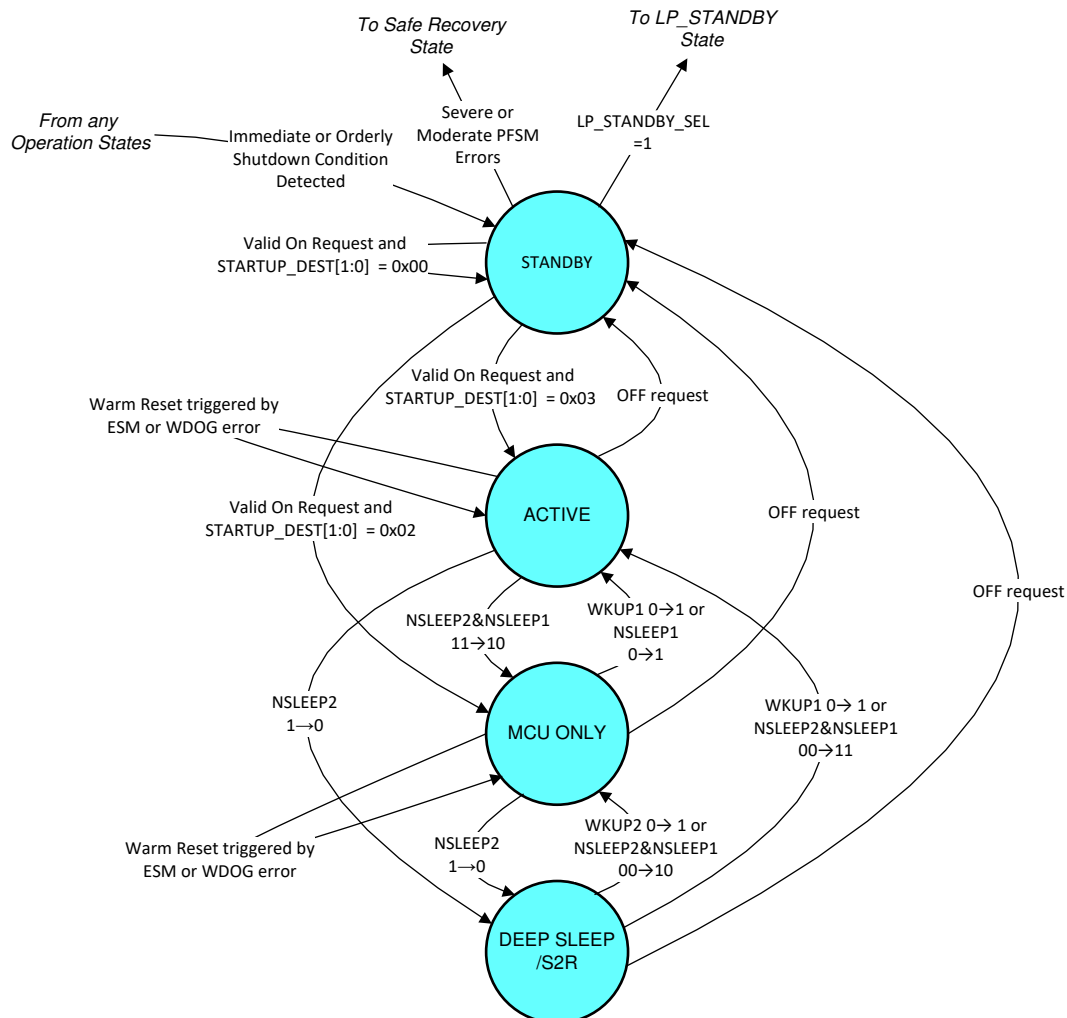 To Safe Recovery
State
To LP_STANDBY
State
From any
Operation States
Immediate or Orderly
Shutdown Condition
Detected
Severe or
Moderate PFSM
Errors
LP_STANDBY_SEL
=1
Valid On Request and
STARTUP_DEST[1:0] = 0x00
STANDBY
Valid On Request and
STARTUP_DEST[1:0] = 0x03
OFF request
Warm Reset triggered by
ESM or WDOG error
ACTIVE
Valid On Request and
STARTUP_DEST[1:0] = 0x02
OFF request
OFF request
NSLEEP2&NSLEEP1
11→10
WKUP1 0→1 or
NSLEEP1
0→1
NSLEEP2
1→0
MCU ONLY
WKUP1 0→ 1 or
NSLEEP2&NSLEEP1
00→11
Warm Reset triggered by
ESM or WDOG error
NSLEEP2
1→0
WKUP2 0→ 1 or
NSLEEP2&NSLEEP1
00→10
DEEP SLEEP
/S2R